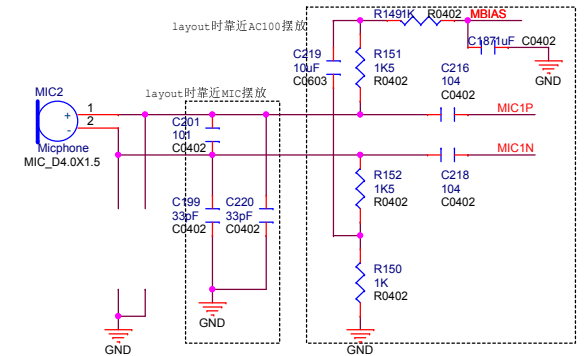 layout时靠近AC100摆放
R149 1K R0402 MBIAS
C187 1uF C0402
GND
C219
10uF
C0603
R151
1K5
R0402
C216
104
C0402
MIC1P
layout时靠近MIC摆放
MIC2
1
2
+
-
Micphone
MIC_D4.0X1.5
C201
101
C0402
MIC1N
C199
33pF
C0402
C220
33pF
C0402
R152
1K5
R0402
C218
104
C0402
R150
1K
R0402
GND
GND
GND